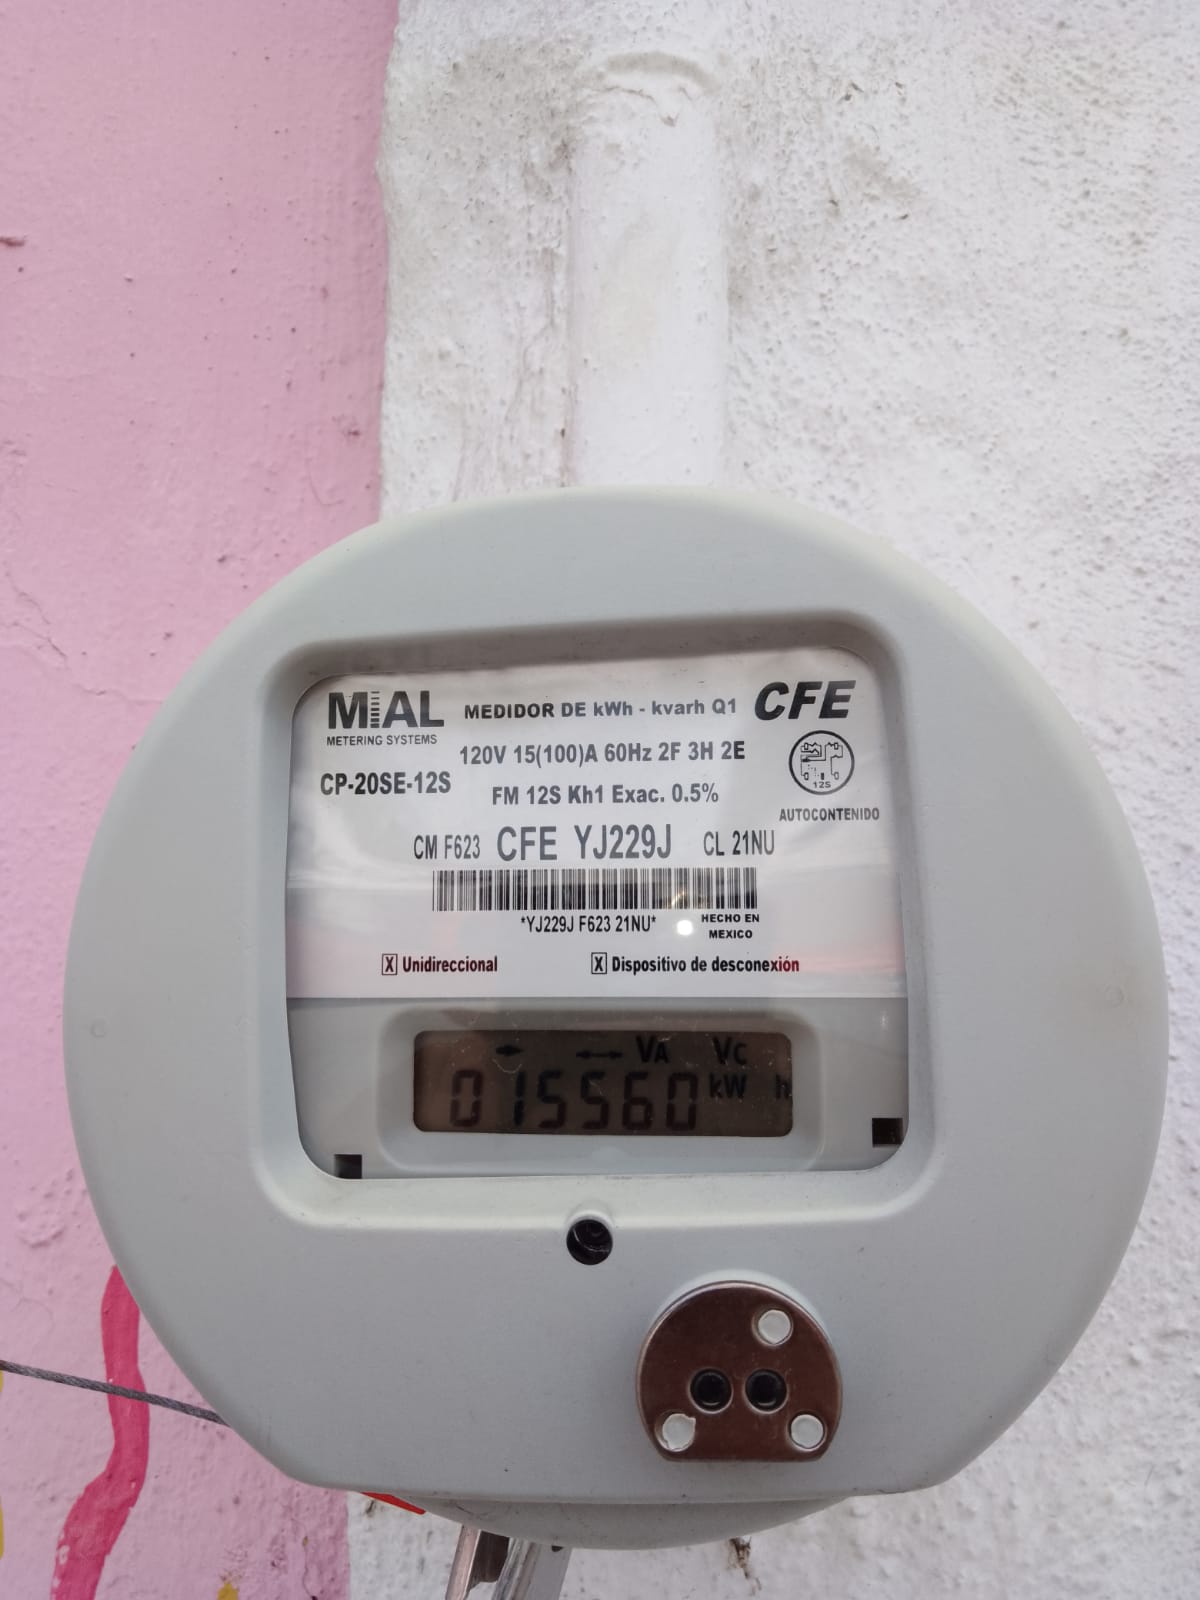 MIAL MEDIDOR DE kWh - kvarh Q1 CFE
METERING SYSTEMS
120V 15(100)A 60Hz 2F 3H 2E
CP-20SE-12S
FM 12S Kh1 Exac. 0.5%
12S
AUTOCONTENIDO
CM F623 CFE YJ229J CL 21NU
*YJ229J F623 21NU*
HECHO EN
MEXICO
X Unidireccional X Dispositivo de desconexión
VA VC
015560 kW h